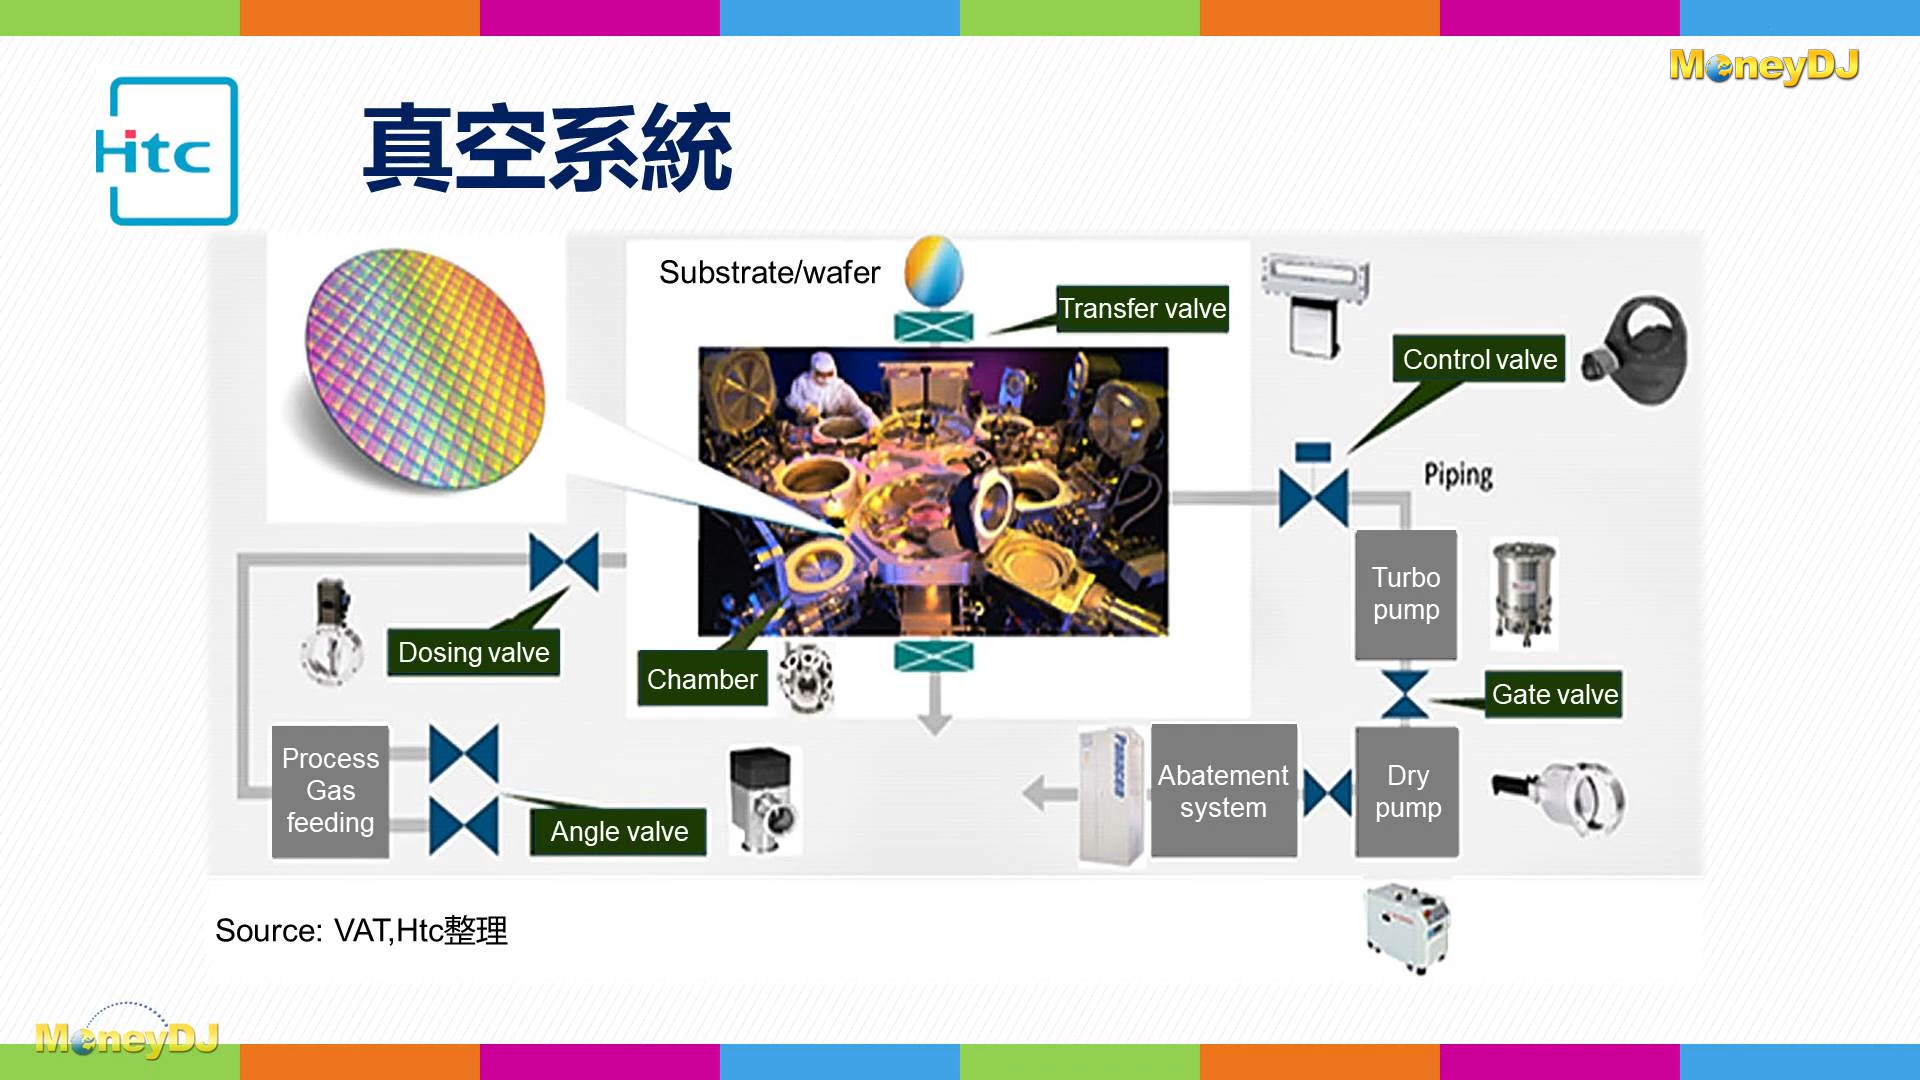 MoneyDJ
Htc
真空系統
Substrate/wafer
Transfer valve
Control valve
Piping
Turbo
pump
Dosing valve
Chamber
Gate valve
Process
Gas
feeding
Angle valve
Abatement
system
Dry
pump
Source: VAT,Htc整理
MoneyDJ